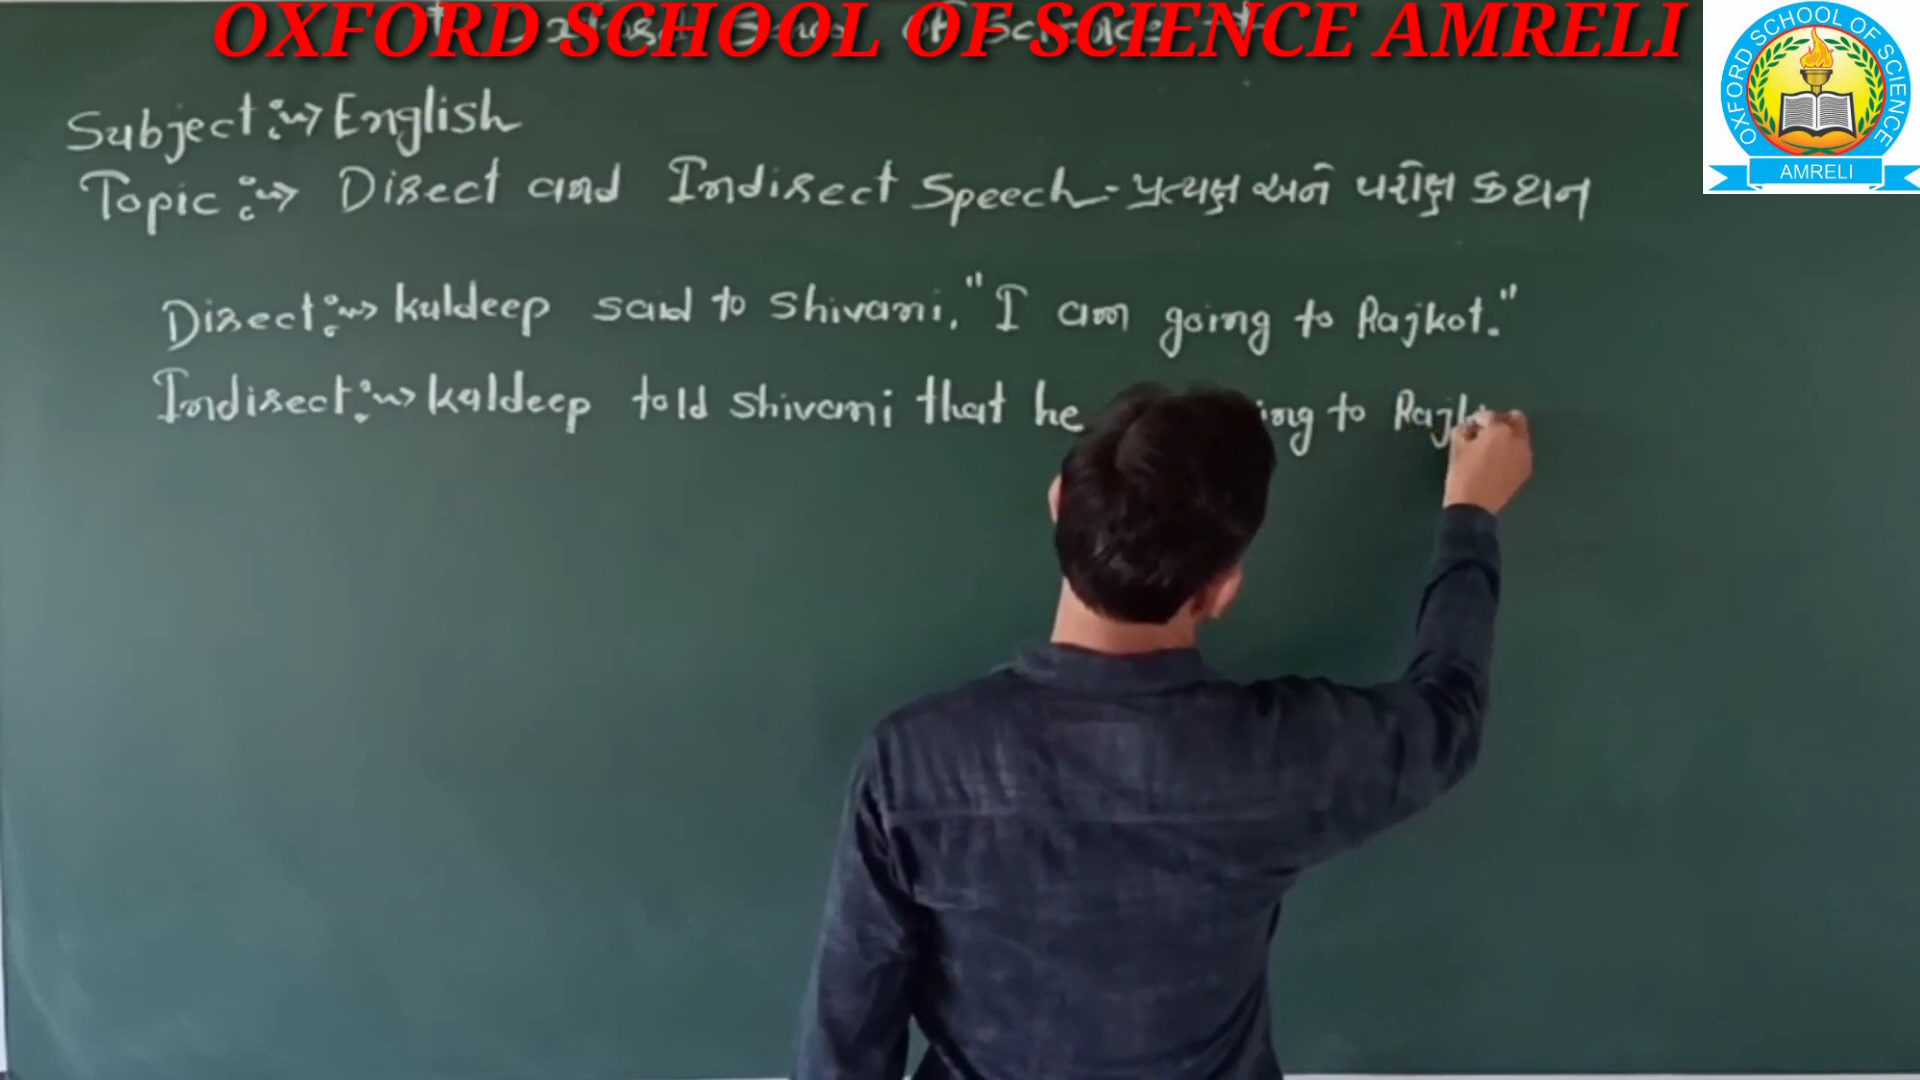 OXFORD SCHOOL OF SCIENCE AMRELI
OXFORD SCHOOL OF SCIENCE
AMRELI
Subject :→ English
Topic :→ Direct and Indirect Speech - પ્રત્યક્ષ અને પરોક્ષ કથન
Direct :→ kuldeep said to Shivani, "I am going to Rajkot."
Indirect :→ kuldeep told Shivani that he to